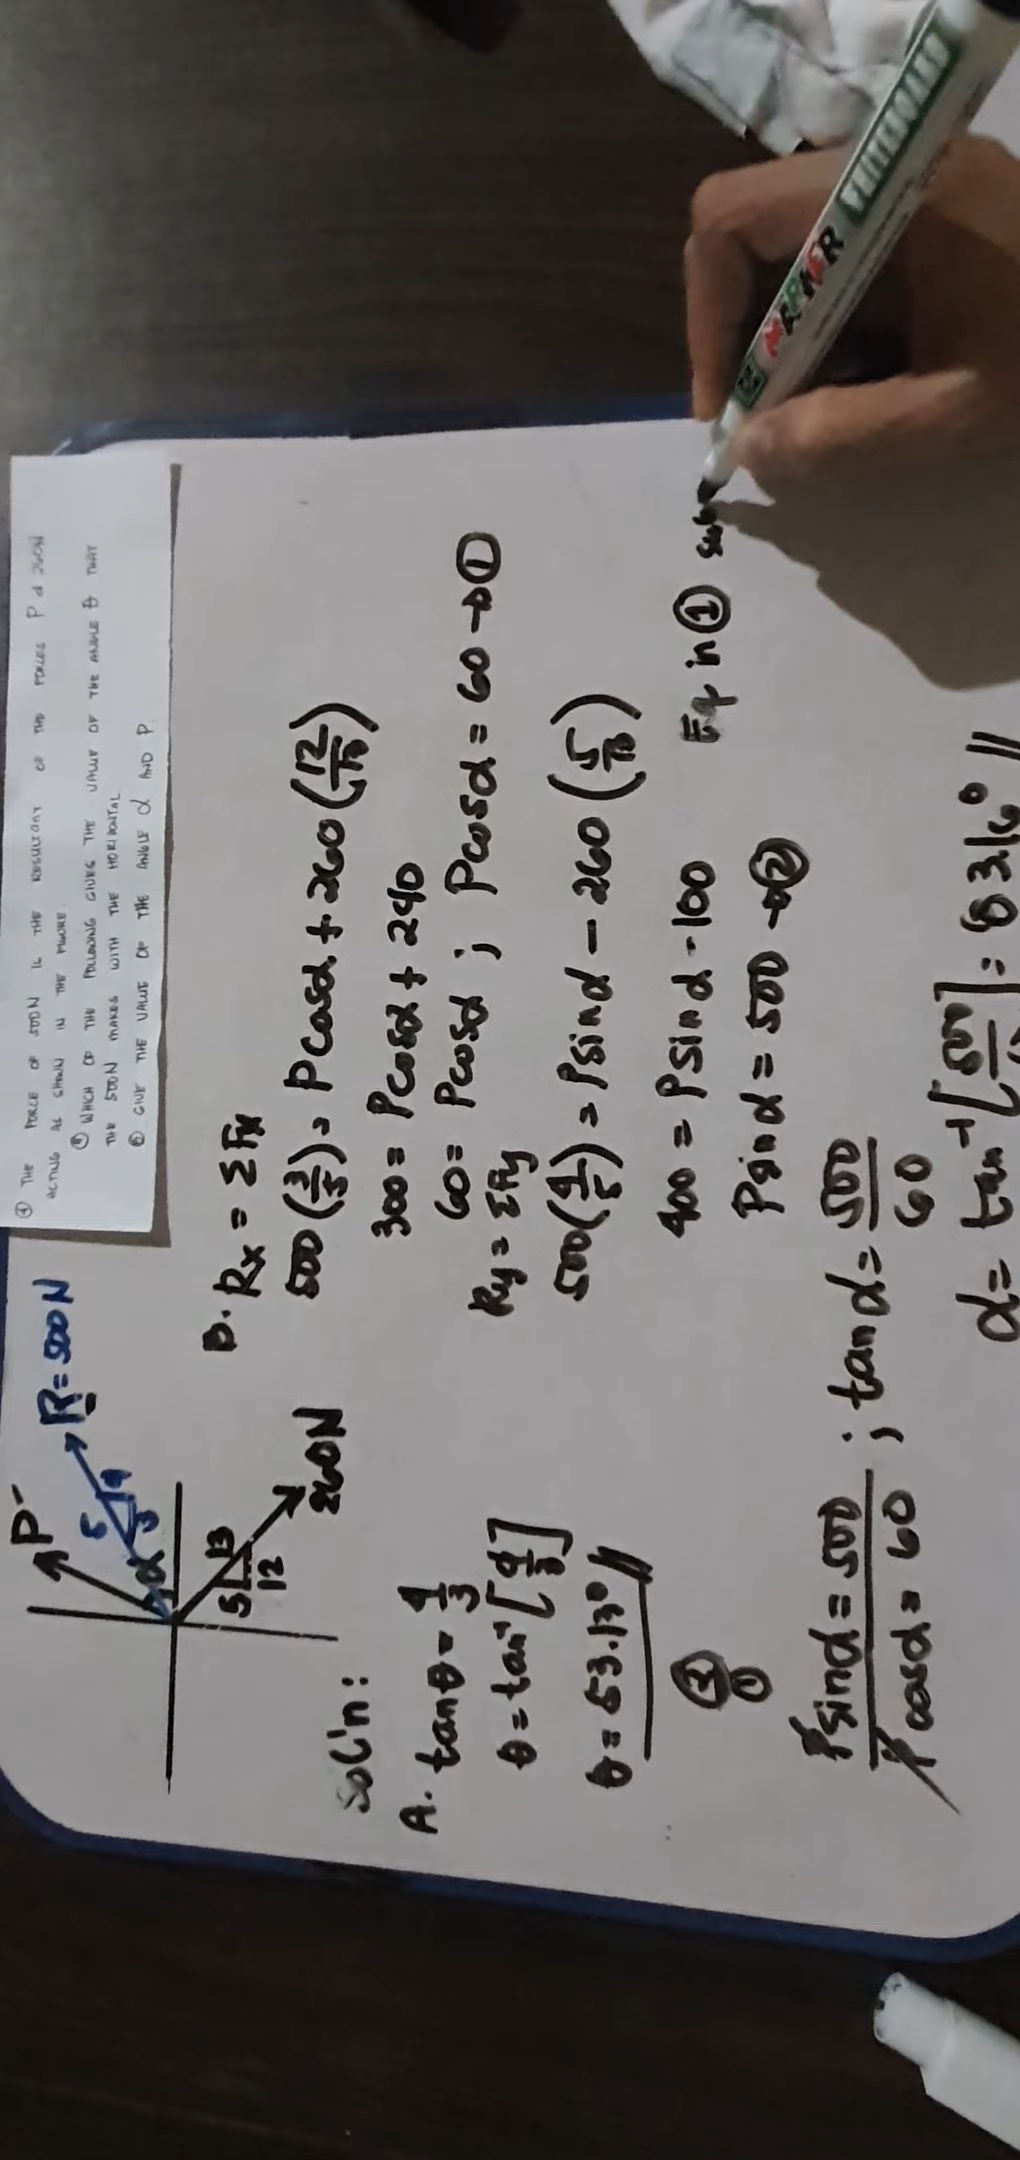 ④ THE FORCE OF 500N IS THE RESULTANT OF THE FORCES P & 260N
ACTING AS SHOWN IN THE FIGURE.
Ⓐ WHICH OF THE FOLLOWING GIVES THE VALUE OF THE ANGLE θ THAT
THE 500N MAKES WITH THE HORIZONTAL.
Ⓑ GIVE THE VALUE OF THE ANGLE α AND P.
P
R=500N
5
4
3
α
5
13
12
260N
Sol'n:
A. tanθ = 4/3
θ = tan⁻¹ [4/3]
θ = 53.13° //
B. Rx = ΣFx
500 (3/5) = Pcosα + 260 (12/13)
300 = Pcosα + 240
60 = Pcosα ; Pcosα = 60 → ①
Ry = ΣFy
500 (4/5) = Psinα - 260 (5/13)
400 = Psinα - 100
Psinα = 500 → ②
②
①
Psinα = 500 / Pcosα = 60 ; tanα = 500/60
α = tan⁻¹ [500
Eq in ①
MARKER
WHITEBOARD